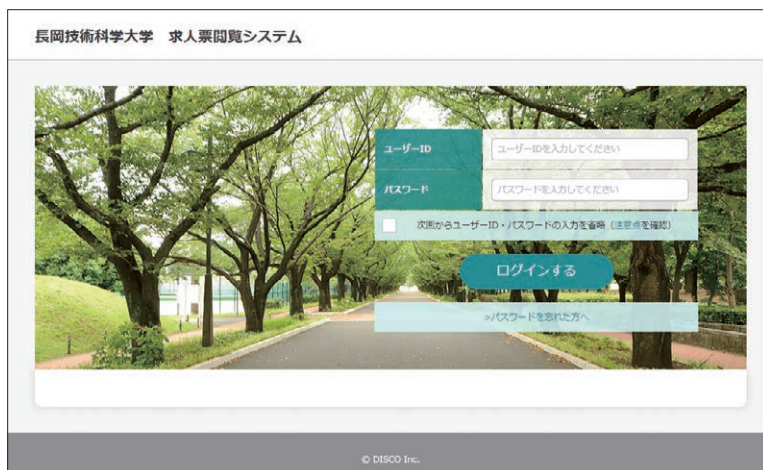 長岡技術科学大学　求人票閲覧システム
ユーザーID
ユーザーIDを入力してください
パスワード
パスワードを入力してください
次回からユーザーID・パスワードの入力を省略（注意点を確認）
ログインする
>パスワードを忘れた方へ
© DISCO Inc.